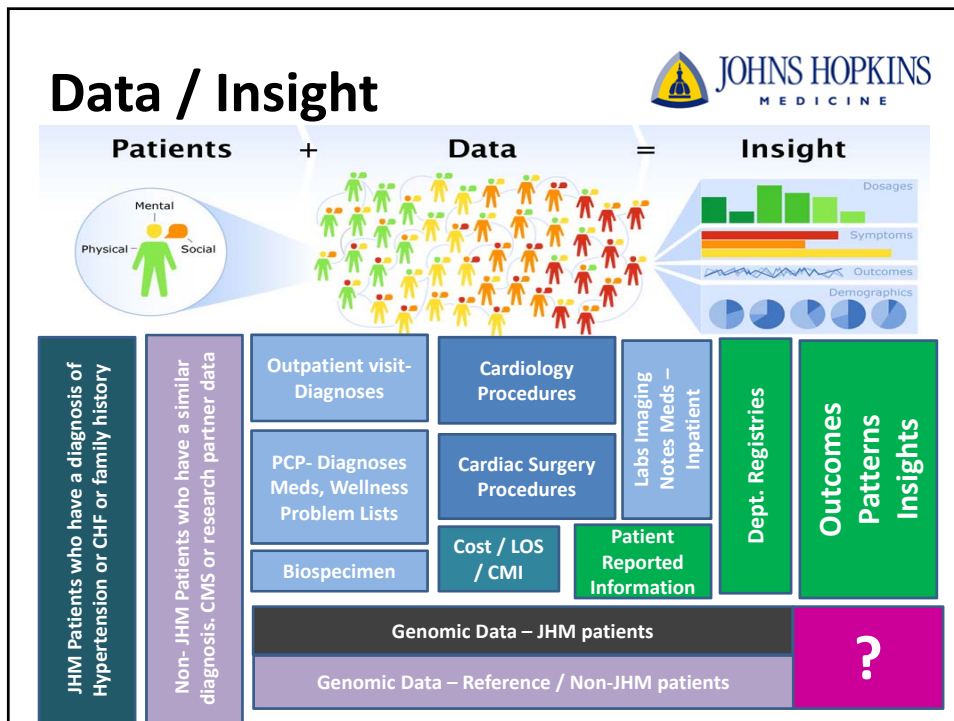 Data / Insight
JOHNS HOPKINS
MEDICINE
Patients + Data = Insight
Mental
Physical
Social
Dosages
Symptoms
Outcomes
Demographics
JHM Patients who have a diagnosis of
Hypertension or CHF or family history
Non- JHM Patients who have a similar
diagnosis. CMS or research partner data
Outpatient visit-
Diagnoses
PCP- Diagnoses
Meds, Wellness
Problem Lists
Biospecimen
Cardiology
Procedures
Cardiac Surgery
Procedures
Cost / LOS
/ CMI
Labs Imaging
Notes Meds –
Inpatient
Patient
Reported
Information
Dept. Registries
Outcomes
Patterns
Insights
Genomic Data – JHM patients
Genomic Data – Reference / Non-JHM patients
?